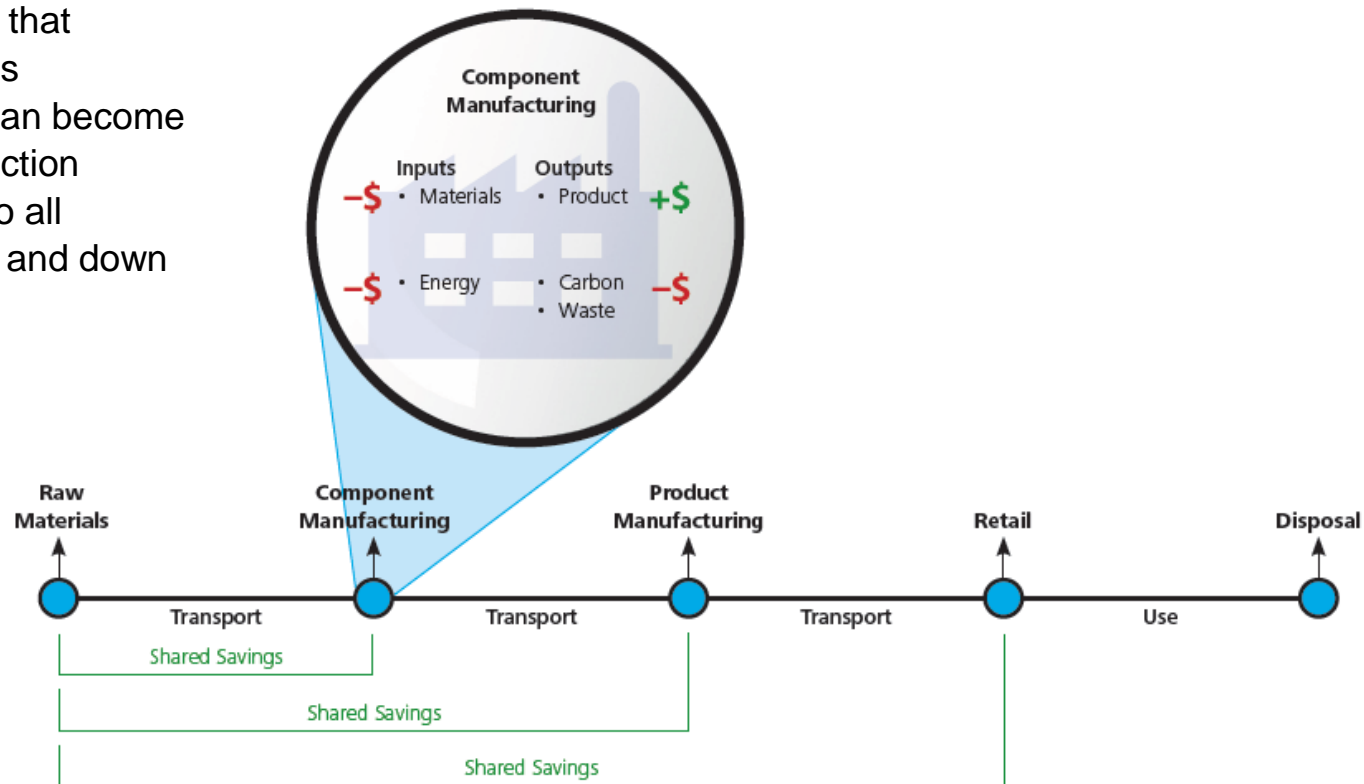 that
s
an become
ction
o all
and down
Component
Manufacturing
Inputs Outputs
–$ • Materials • Product +$
–$ • Energy • Carbon –$
• Waste
Raw
Materials
Component
Manufacturing
Product
Manufacturing
Retail
Disposal
Transport Transport Transport Use
Shared Savings
Shared Savings
Shared Savings